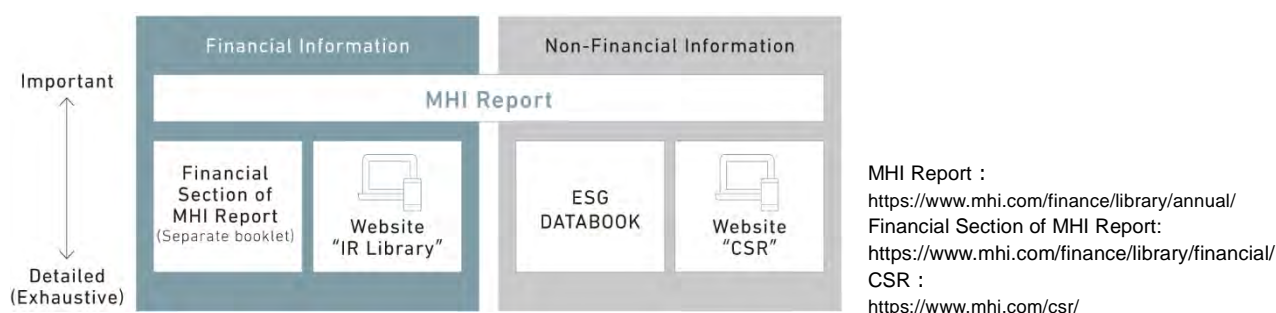 Financial Information
Non-Financial Information
Important
MHI Report
Financial
Section of
MHI Report
(Separate booklet)
Website
"IR Library"
ESG
DATABOOK
Website
"CSR"
Detailed
(Exhaustive)
MHI Report：
https://www.mhi.com/finance/library/annual/
Financial Section of MHI Report:
https://www.mhi.com/finance/library/financial/
CSR：
https://www.mhi.com/csr/